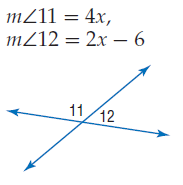 m∠11 = 4x,
m∠12 = 2x − 6
11 12